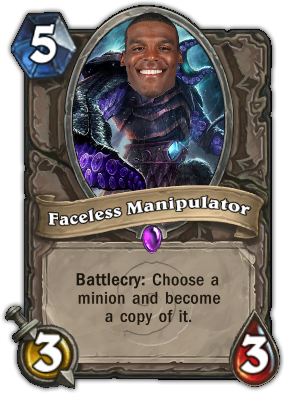 5
Faceless Manipulator
Battlecry: Choose a
minion and become
a copy of it.
3
3